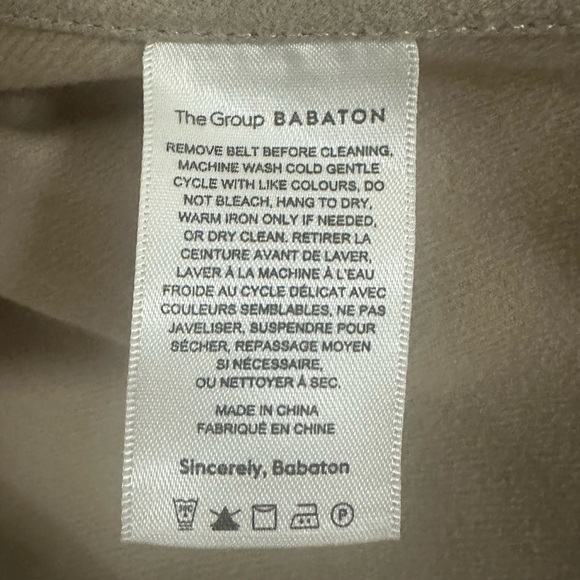 The Group BABATON
REMOVE BELT BEFORE CLEANING,
MACHINE WASH COLD GENTLE
CYCLE WITH LIKE COLOURS, DO
NOT BLEACH, HANG TO DRY,
WARM IRON ONLY IF NEEDED,
OR DRY CLEAN. RETIRER LA
CEINTURE AVANT DE LAVER,
LAVER À LA MACHINE À L'EAU
FROIDE AU CYCLE DÉLICAT AVEC
COULEURS SEMBLABLES, NE PAS
JAVELISER, SUSPENDRE POUR
SÉCHER, REPASSAGE MOYEN
SI NÉCESSAIRE,
OU NETTOYER À SEC.
MADE IN CHINA
FABRIQUÉ EN CHINE
Sincerely, Babaton
P